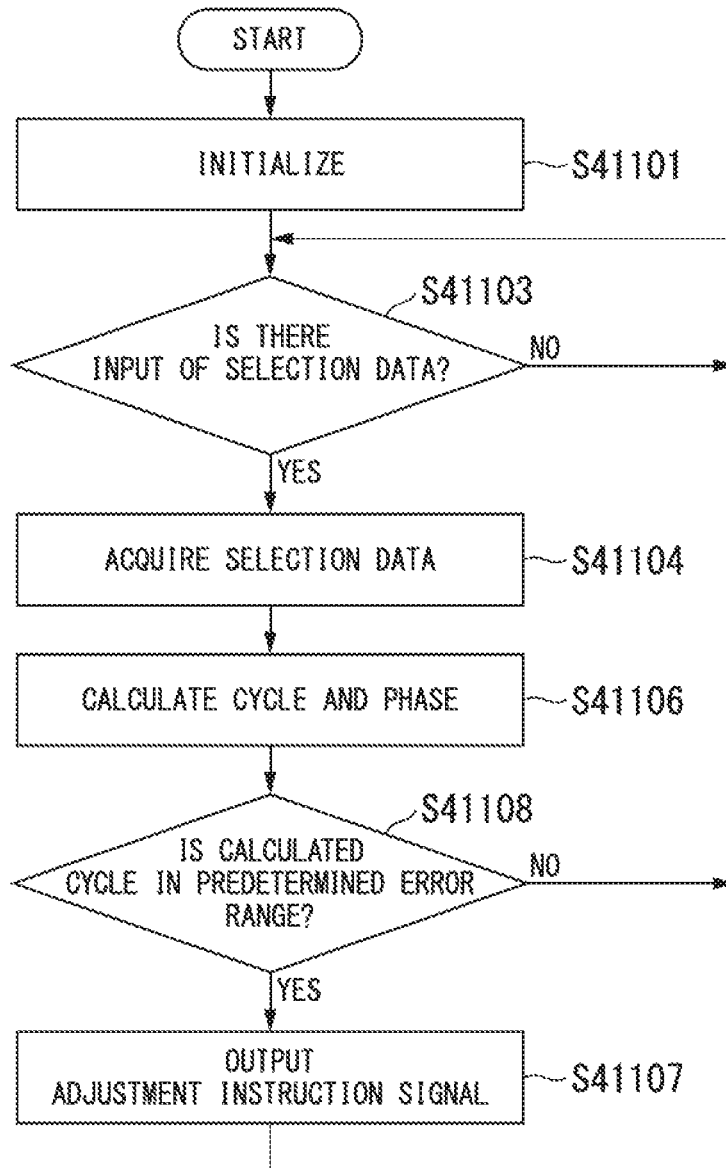 START
INITIALIZE
S41101
S41103
IS THERE
INPUT OF SELECTION DATA?
NO
YES
ACQUIRE SELECTION DATA
S41104
CALCULATE CYCLE AND PHASE
S41106
S41108
IS CALCULATED
CYCLE IN PREDETERMINED ERROR
RANGE?
NO
YES
OUTPUT
ADJUSTMENT INSTRUCTION SIGNAL
S41107